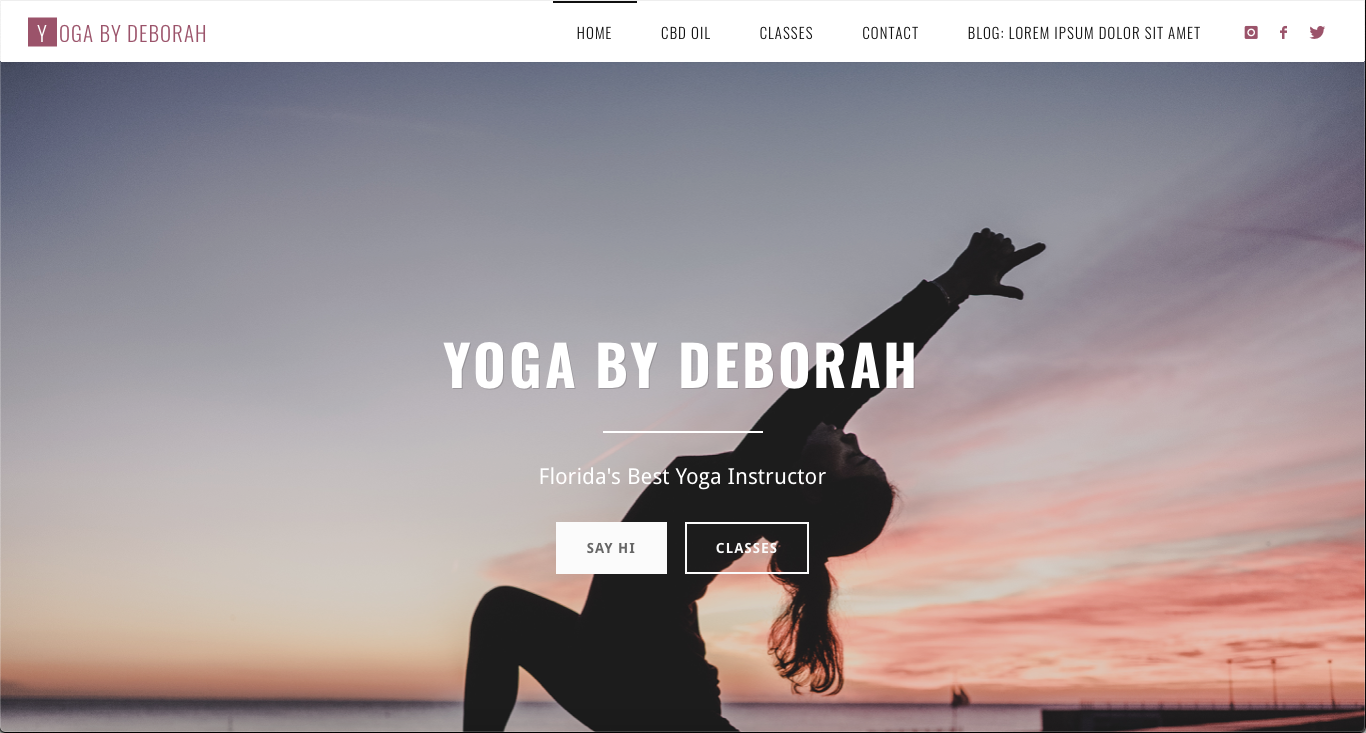 YOGA BY DEBORAH
HOME CBD OIL CLASSES CONTACT BLOG: LOREM IPSUM DOLOR SIT AMET
YOGA BY DEBORAH
Florida's Best Yoga Instructor
SAY HI CLASSES